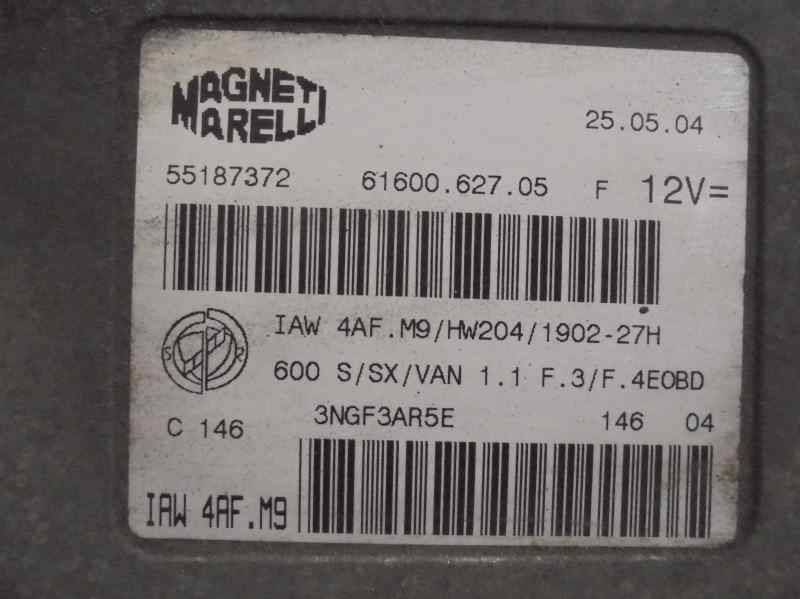 MAGNETI
MARELLI
25.05.04
55187372 61600.627.05 F 12V=
IAW 4AF.M9/HW204/1902-27H
S R
600 S/SX/VAN 1.1 F.3/F.4EOBD
C 146 3NGF3AR5E 146 04
IAW 4AF.M9